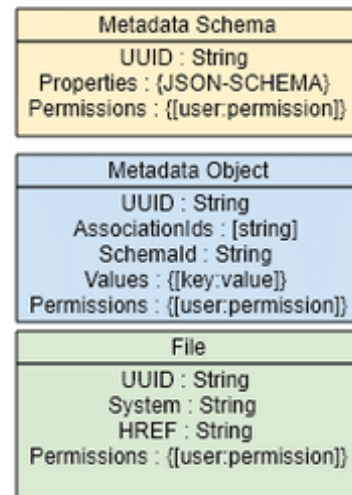 Metadata Schema
UUID : String
Properties : {JSON-SCHEMA}
Permissions : {[user:permission]}
Metadata Object
UUID : String
AssociationIds : [string]
SchemaId : String
Values : {[key:value]}
Permissions : {[user:permission]}
File
UUID : String
System : String
HREF : String
Permissions : {[user:permission]}